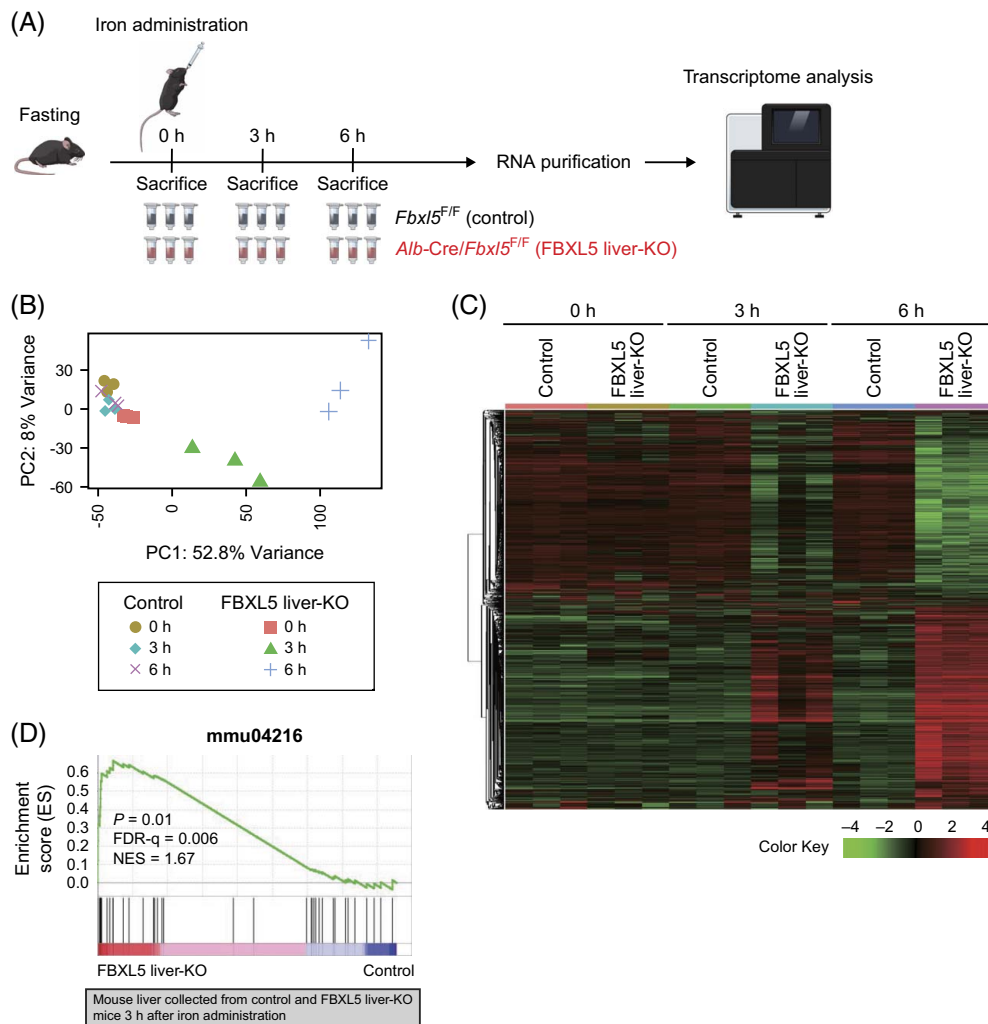 (A)
Iron administration
Transcriptome analysis
Fasting
0 h 3 h 6 h
RNA purification
Sacrifice Sacrifice Sacrifice
Fbxl5F/F (control)
Alb-Cre/Fbxl5F/F (FBXL5 liver-KO)
(B)
PC2: 8% Variance
30
0
-30
-60
-50 0 50 100
PC1: 52.8% Variance
Control FBXL5 liver-KO
0 h 0 h
3 h 3 h
6 h 6 h
(C)
0 h 3 h 6 h
Control FBXL5 liver-KO Control FBXL5 liver-KO Control FBXL5 liver-KO
Color Key
−4 −2 0 2 4
(D)
mmu04216
Enrichment score (ES)
0.6
0.5
0.4
0.3
0.2
0.1
0.0
P = 0.01
FDR-q = 0.006
NES = 1.67
FBXL5 liver-KO Control
Mouse liver collected from control and FBXL5 liver-KO
mice 3 h after iron administration